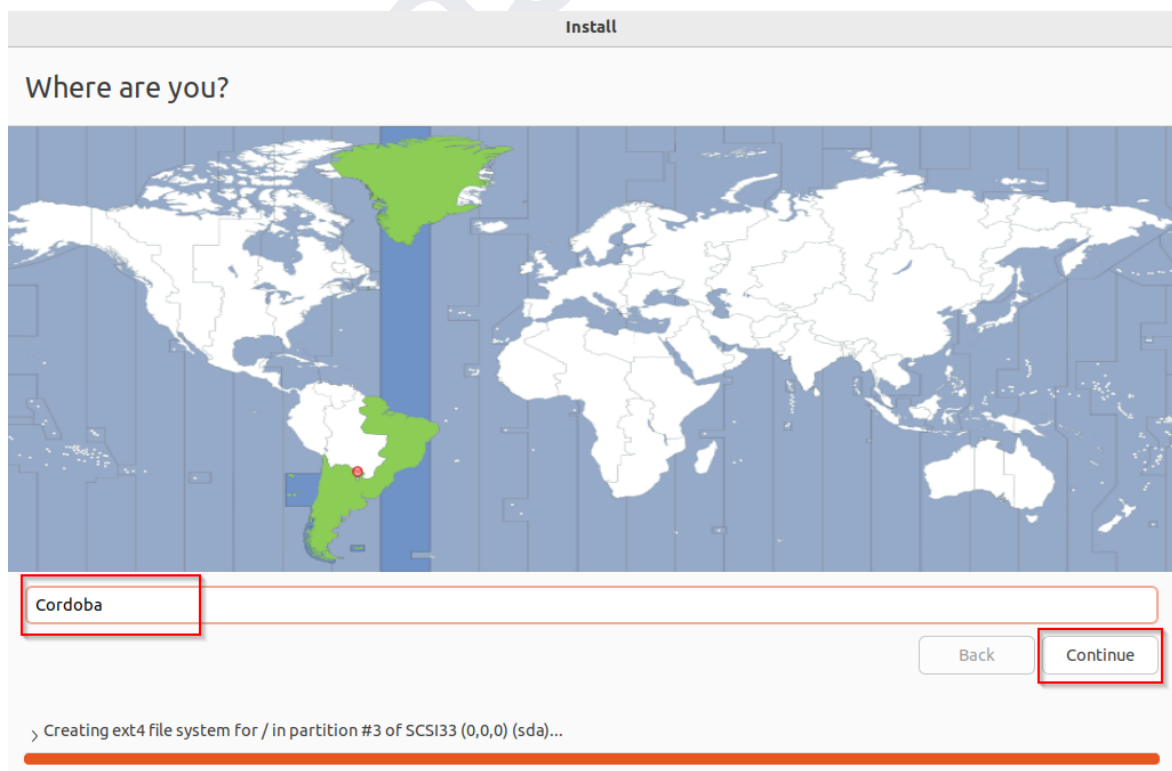 Install
Where are you?
Cordoba
Back
Continue
Creating ext4 file system for / in partition #3 of SCSI33 (0,0,0) (sda)...